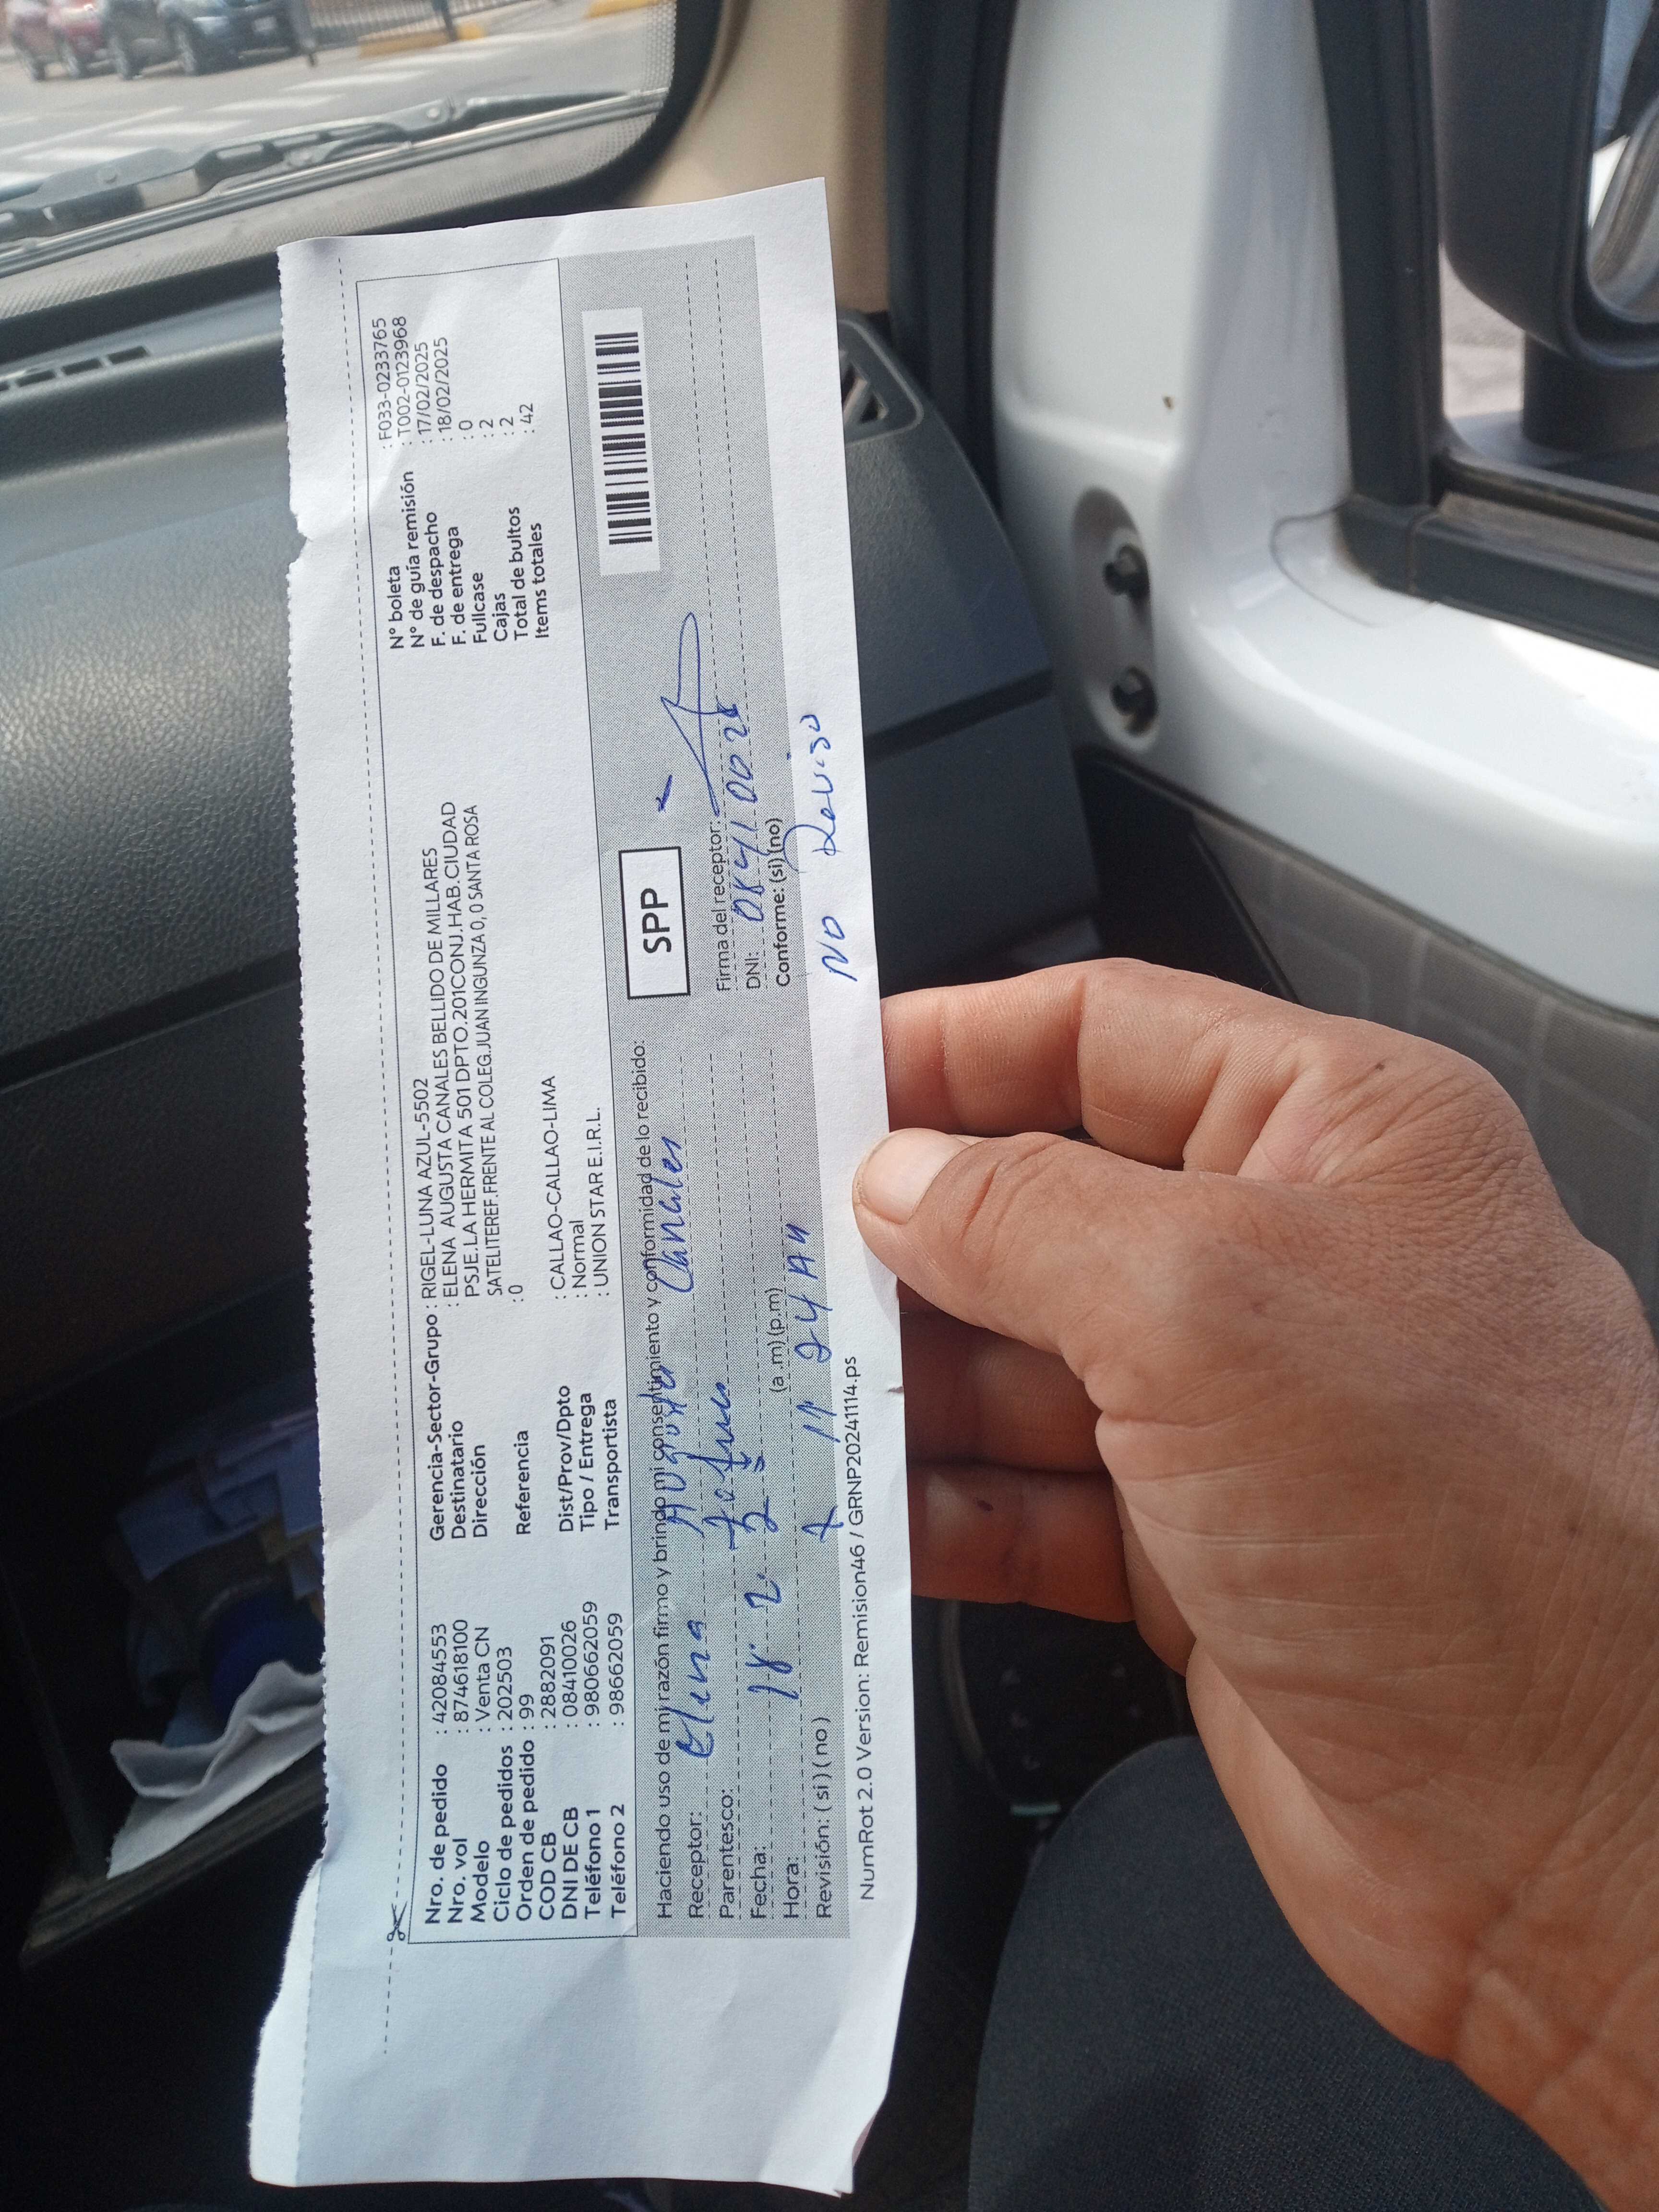 Nro. de pedido : 42084553
Nro. vol : 874618100
Modelo : Venta CN
Ciclo de pedidos : 202503
Orden de pedido : 99
COD CB : 2882091
DNI DE CB : 08410026
Teléfono 1 : 980662059
Teléfono 2 : 98662059
Gerencia-Sector-Grupo : RIGEL-LUNA AZUL-5502
Destinatario : ELENA AUGUSTA CANALES BELLIDO DE MILLARES
Dirección PSJE.LA HERMITA 501 DPTO.201CONJ.HAB.CIUDAD
SATELITEREF.FRENTE AL COLEG.JUAN INGUNZA 0, 0 SANTA ROSA
Referencia : 0
Dist/Prov/Dpto : CALLAO-CALLAO-LIMA
Tipo / Entrega : Normal
Transportista : UNION STAR E.I.R.L.
N° boleta : F033-0233765
N° de guía remisión : T002-0123968
F. de despacho : 17/02/2025
F. de entrega : 18/02/2025
Fullcase : 0
Cajas : 2
Total de bultos : 2
Items totales : 42
Haciendo uso de mi razón firmo y brindo mi consentimiento y conformidad de lo recibido:
SPP
Receptor: Elena Augusta Canales
Parentesco: Titular
Fecha: 18 2
Hora: (a.m) (p.m)
11 24 AM
Revisión: ( si ) ( no )
Firma del receptor:
DNI: 08410026
Conforme: (si) (no)
NO Reviso
NumRot 2.0 Version: Remision46 / GRNP20241114.ps